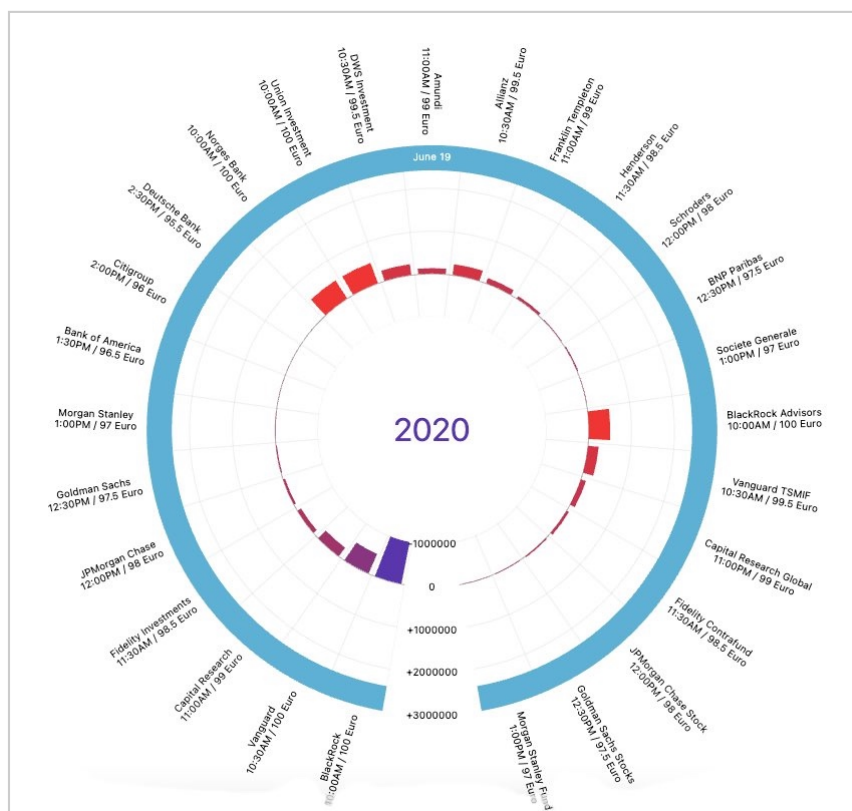 Amundi
11:00AM / 99 Euro
Allianz
10:30AM / 99.5 Euro
Franklin Templeton
11:00AM / 99 Euro
Henderson
11:30AM / 98.5 Euro
Schroders
12:00PM / 98 Euro
BNP Paribas
12:30PM / 97.5 Euro
Societe Generale
1:00PM / 97 Euro
BlackRock Advisors
10:00AM / 100 Euro
Vanguard TSMIF
10:30AM / 99.5 Euro
Capital Research Global
11:00PM / 99 Euro
Fidelity Contrafund
11:30AM / 98.5 Euro
JPMorgan Chase Stock
12:00PM / 98 Euro
Goldman Sachs Stocks
12:30PM / 97.5 Euro
Morgan Stanley Fund
1:00PM / 97 Euro
BlackRock
10:00AM / 100 Euro
Vanguard
10:30AM / 100 Euro
Capital Research
11:00AM / 99 Euro
Fidelity Investments
11:30AM / 98.5 Euro
JPMorgan Chase
12:00PM / 98 Euro
Goldman Sachs
12:30PM / 97.5 Euro
Morgan Stanley
1:00PM / 97 Euro
Bank of America
1:30PM / 96.5 Euro
Citigroup
2:00PM / 96 Euro
Deutsche Bank
2:30PM / 95.5 Euro
Norges Bank
10:00AM / 100 Euro
Union Investment
10:00AM / 100 Euro
DWS Investment
10:30AM / 99.5 Euro
June 19
2020
-1000000
0
+1000000
+2000000
+3000000